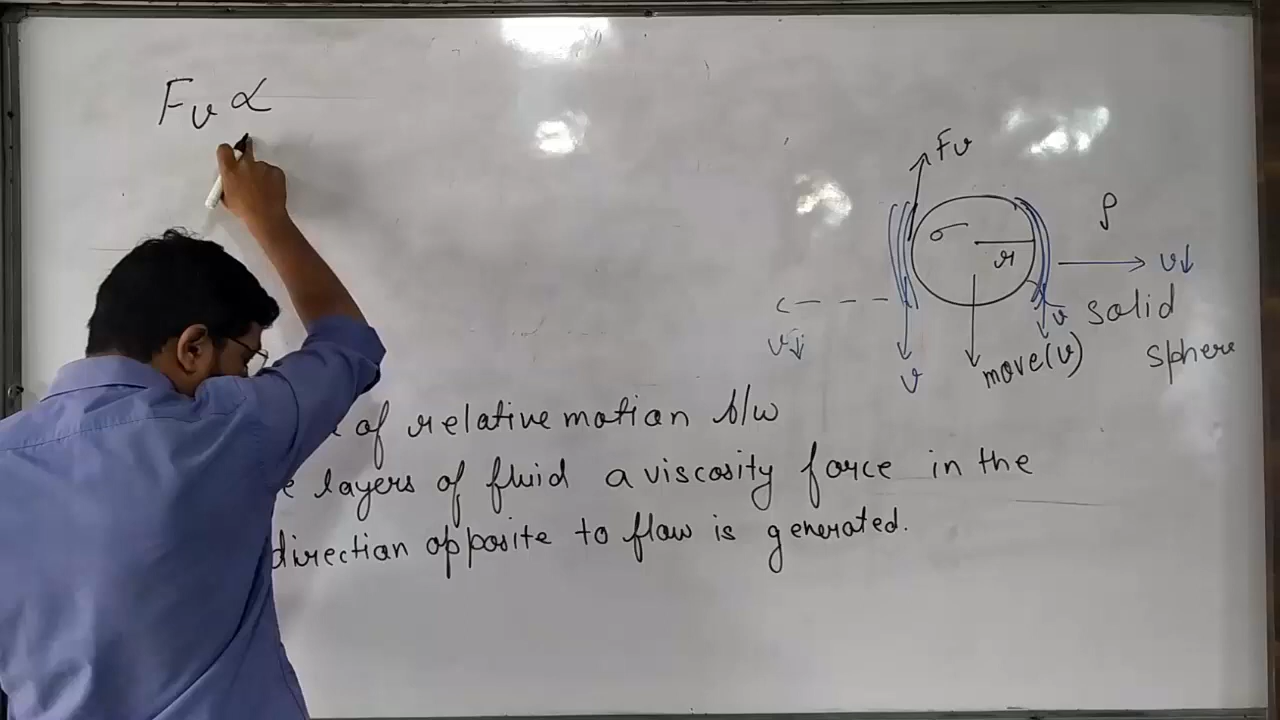 Fv ∝
Fv
σ
r
ρ
v↓
v↓
v
v
move(v)
solid
sphere
of relative motion b/w
layers of fluid a viscosity force in the
direction opposite to flow is generated.